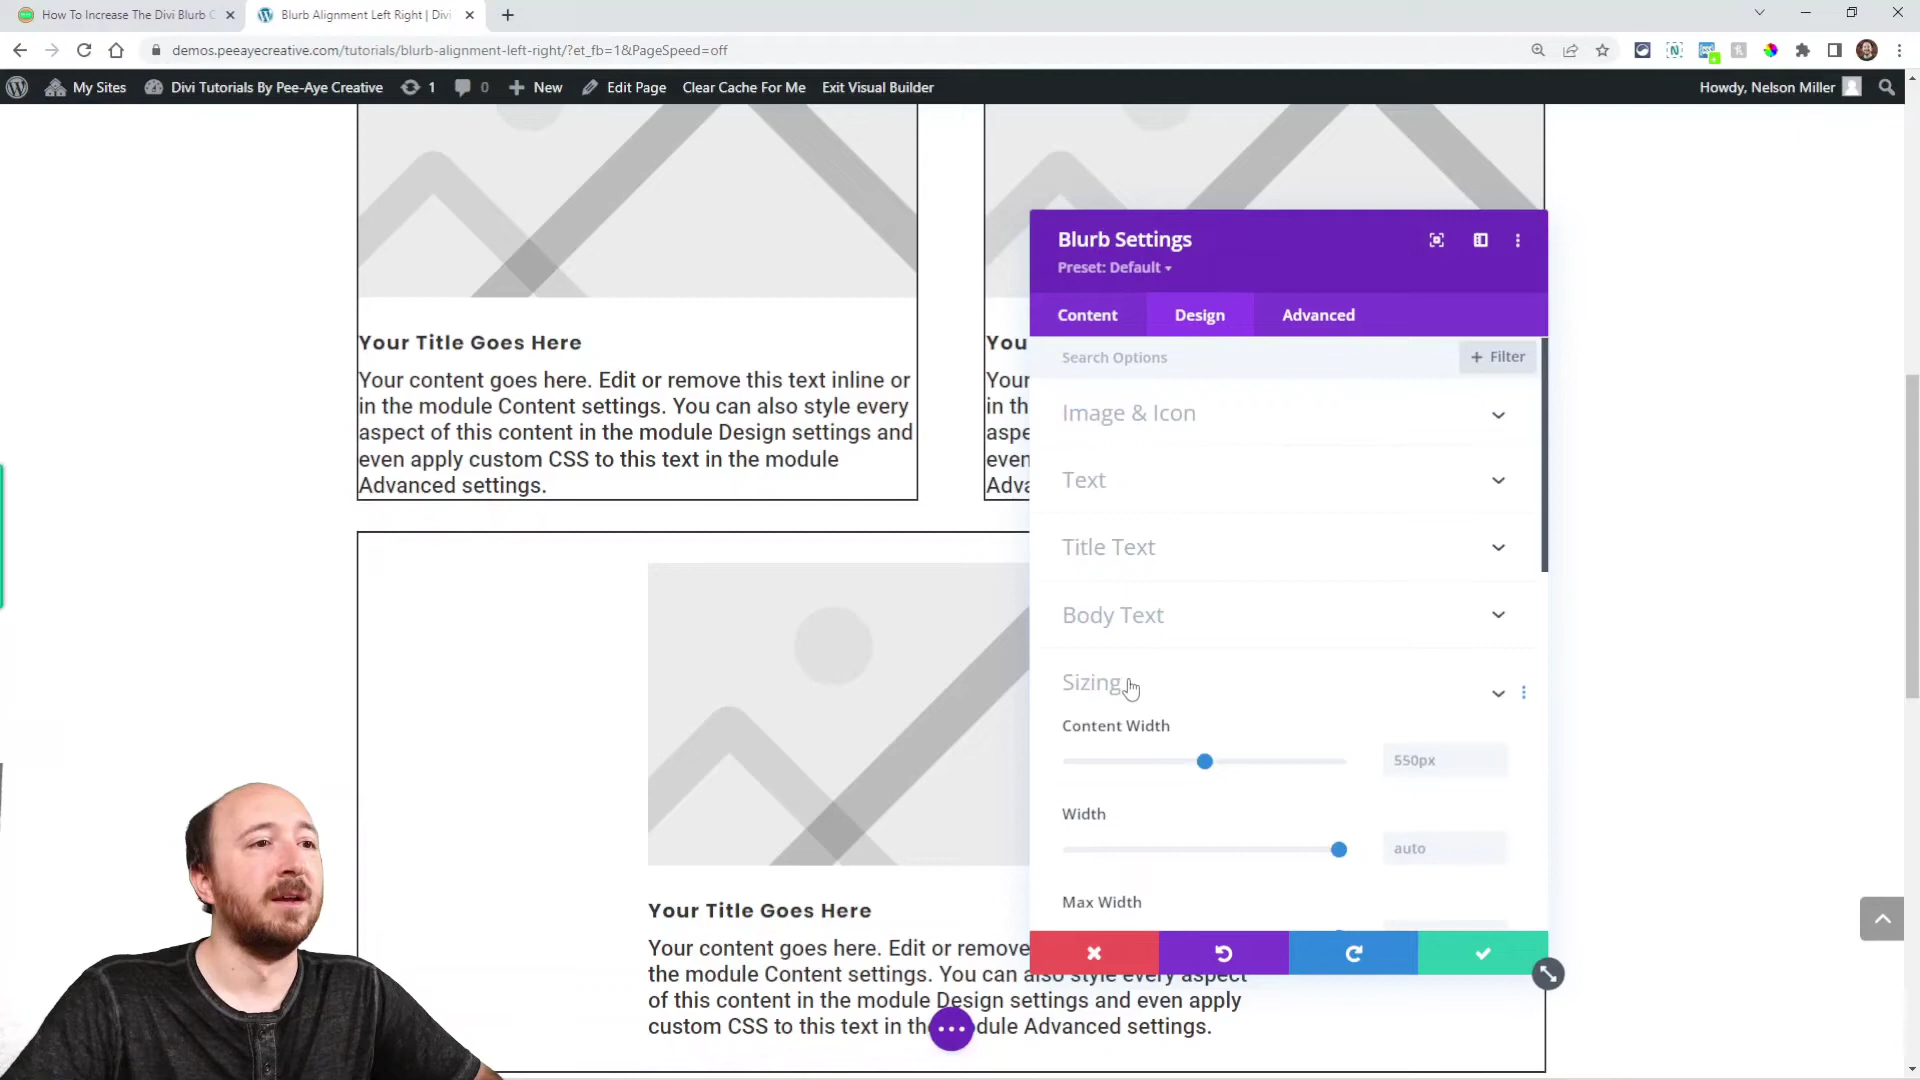 How To Increase The Divi Blurb C
Blurb Alignment Left Right | Divi
demos.peeayecreative.com/tutorials/blurb-alignment-left-right/?et_fb=1&PageSpeed=off
My Sites Divi Tutorials By Pee-Aye Creative 1 0 New Edit Page Clear Cache For Me Exit Visual Builder Howdy, Nelson Miller
Your Title Goes Here
Your content goes here. Edit or remove this text inline or
in the module Content settings. You can also style every
aspect of this content in the module Design settings and
even apply custom CSS to this text in the module
Advanced settings.
You
Your
in th
aspe
even
Adva
Blurb Settings
Preset: Default
Content Design Advanced
Search Options + Filter
Image & Icon
Text
Title Text
Body Text
Sizing
Content Width
550px
Width
auto
Max Width
Your Title Goes Here
Your content goes here. Edit or remove
the module Content settings. You can also style every aspect
of this content in the module Design settings and even apply
custom CSS to this text in th dule Advanced settings.